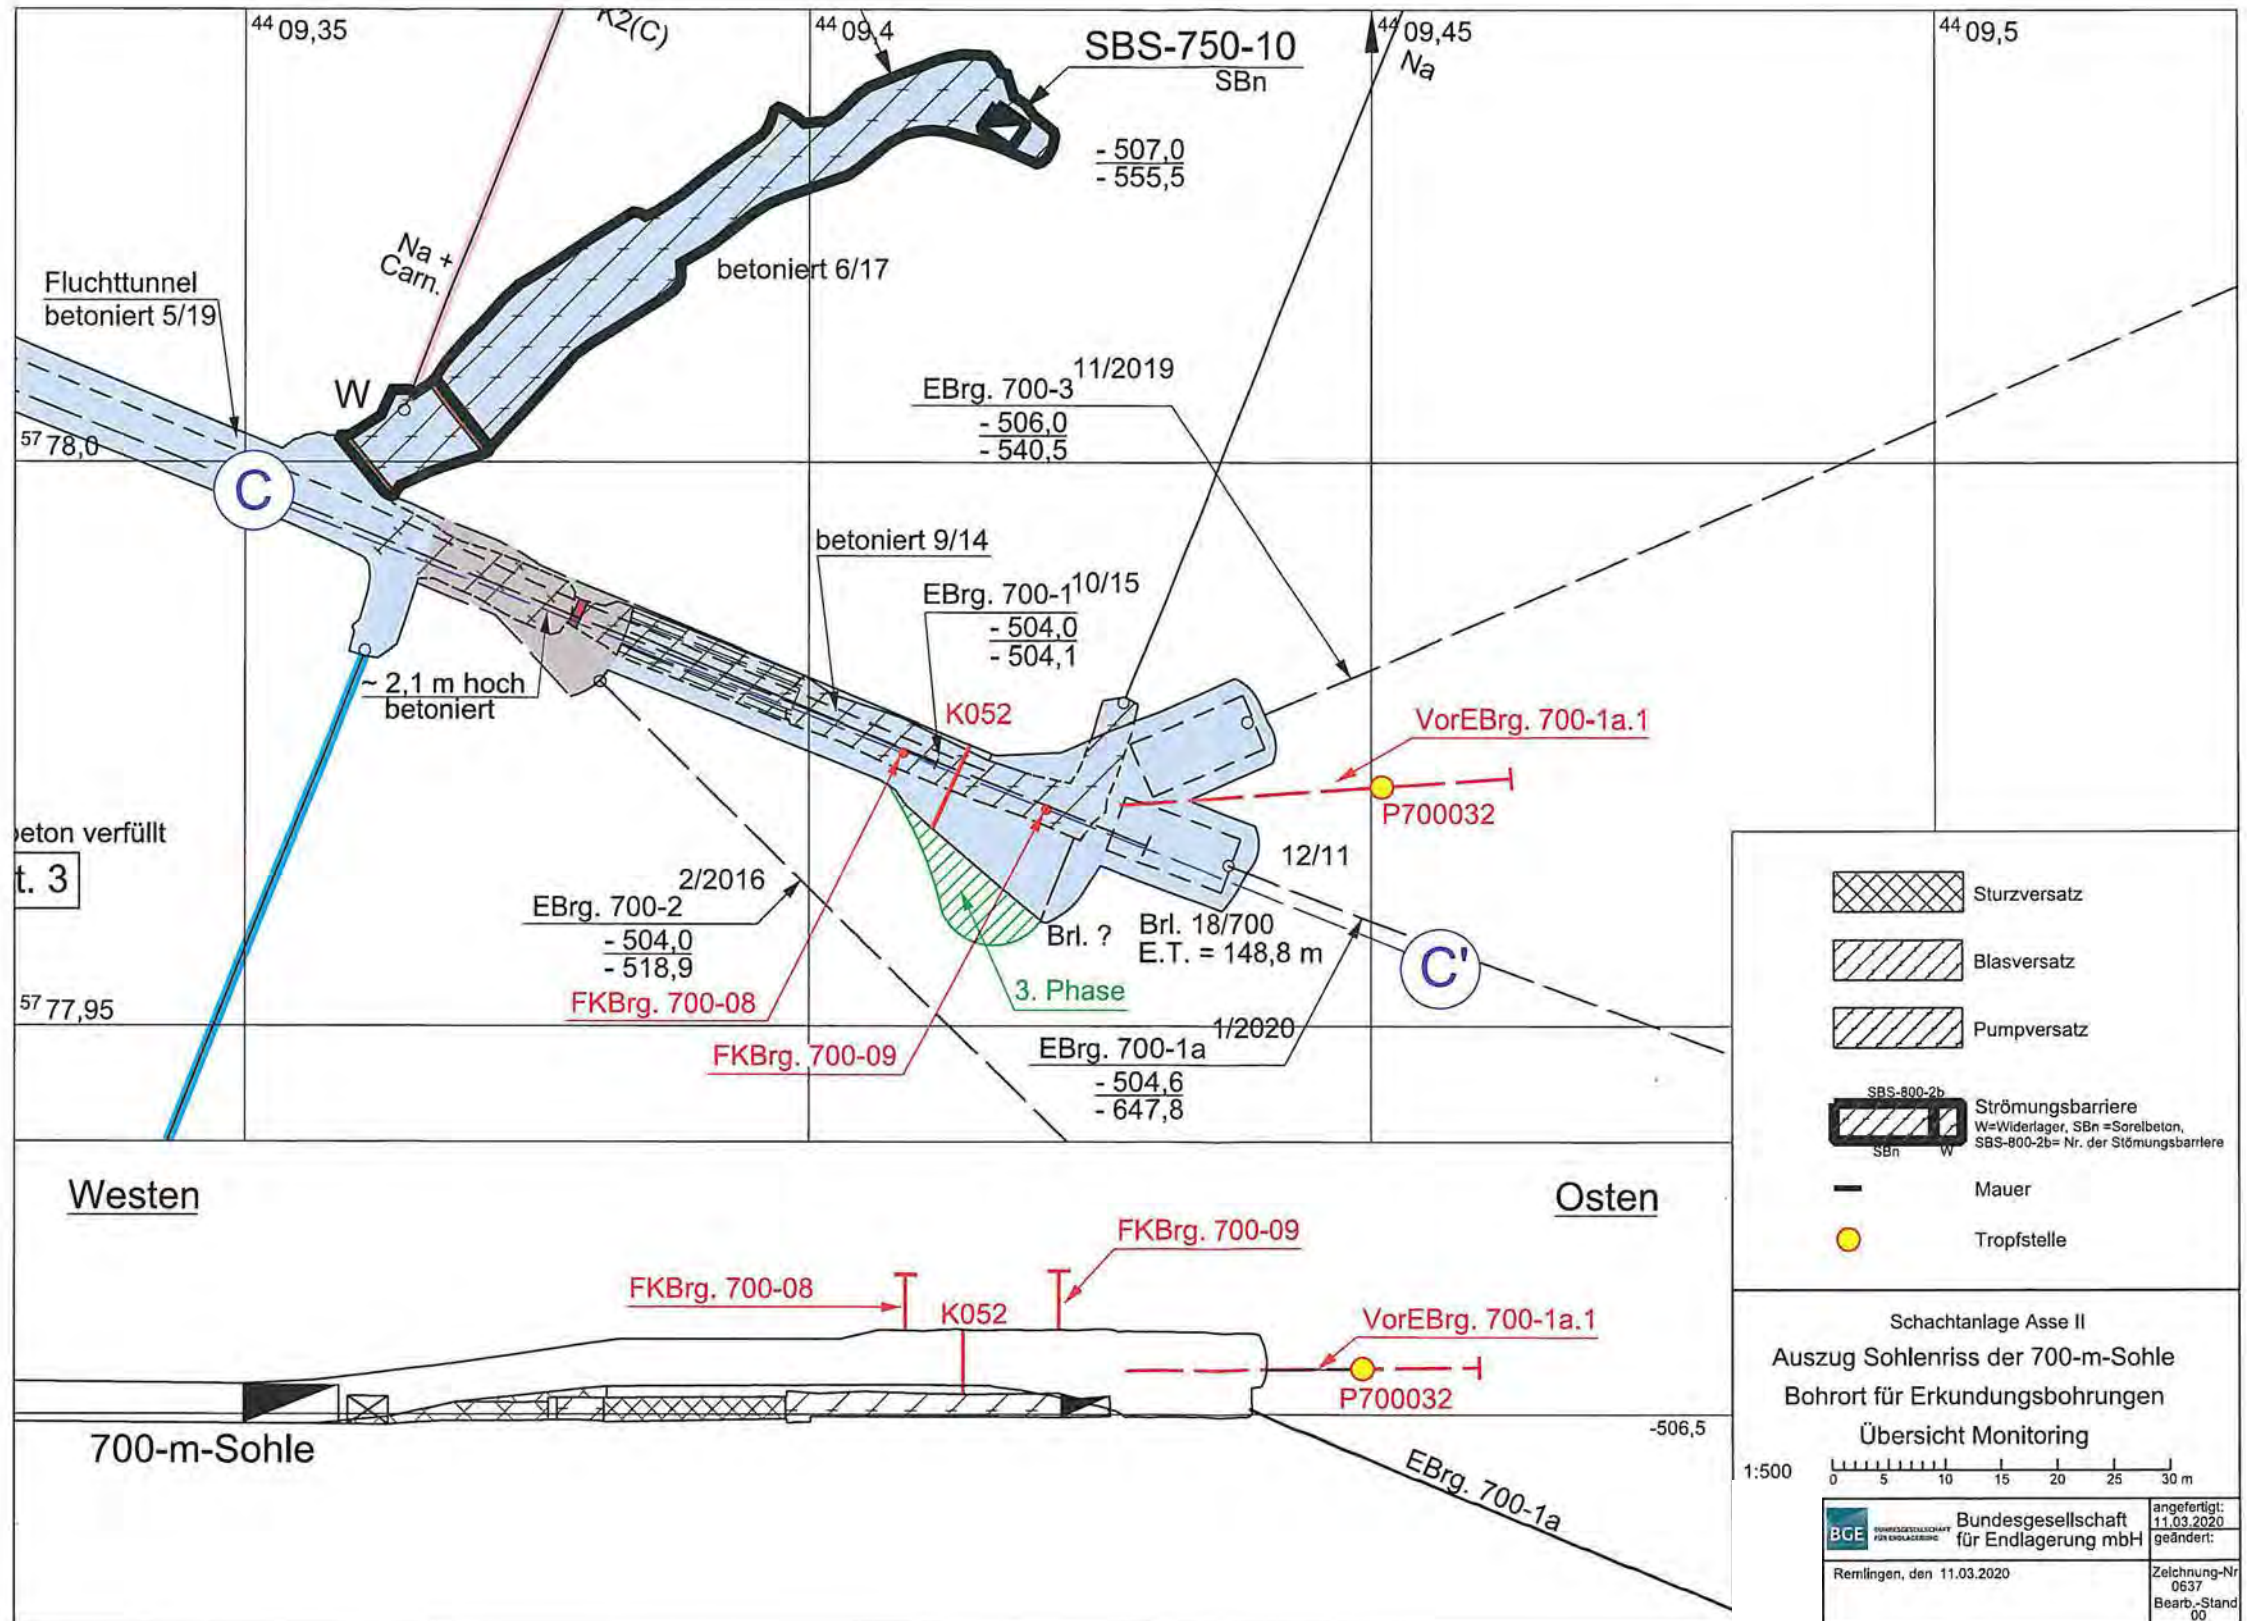 44 09,35
K2(C)
44 09,4
44 09,45
44 09,5
SBS-750-10
SBn
Na
- 507,0
- 555,5
Na +
Carn.
betoniert 6/17
Fluchttunnel
betoniert 5/19
W
EBrg. 700-3 11/2019
- 506,0
- 540,5
57 78,0
C
betoniert 9/14
EBrg. 700-1 10/15
- 504,0
- 504,1
~ 2,1 m hoch
betoniert
K052
VorEBrg. 700-1a.1
P700032
beton verfüllt
t. 3
12/11
2/2016
EBrg. 700-2
- 504,0
- 518,9
Brl. ?
Brl. 18/700
E.T. = 148,8 m
C'
FKBrg. 700-08
3. Phase
57 77,95
FKBrg. 700-09
1/2020
EBrg. 700-1a
- 504,6
- 647,8
Sturzversatz
Blasversatz
Pumpversatz
SBS-800-2b
SBn W
Strömungsbarriere
W=Widerlager, SBn =Sorelbeton,
SBS-800-2b= Nr. der Stömungsbarriere
Mauer
Tropfstelle
Westen
Osten
FKBrg. 700-09
FKBrg. 700-08
K052
VorEBrg. 700-1a.1
P700032
-506,5
700-m-Sohle
EBrg. 700-1a
Schachtanlage Asse II
Auszug Sohlenriss der 700-m-Sohle
Bohrort für Erkundungsbohrungen
Übersicht Monitoring
1:500
0 5 10 15 20 25 30 m
BGE
BUNDESGESELLSCHAFT
FÜR ENDLAGERUNG
Bundesgesellschaft
für Endlagerung mbH
angefertigt:
11.03.2020
geändert:
Remlingen, den 11.03.2020
Zeichnung-Nr
0637
Bearb.-Stand
00